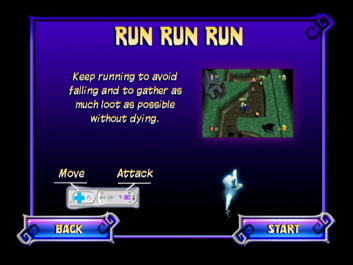 RUN RUN RUN
Keep running to avoid
falling and to gather as
much loot as possible
without dying.
Move Attack
BACK START